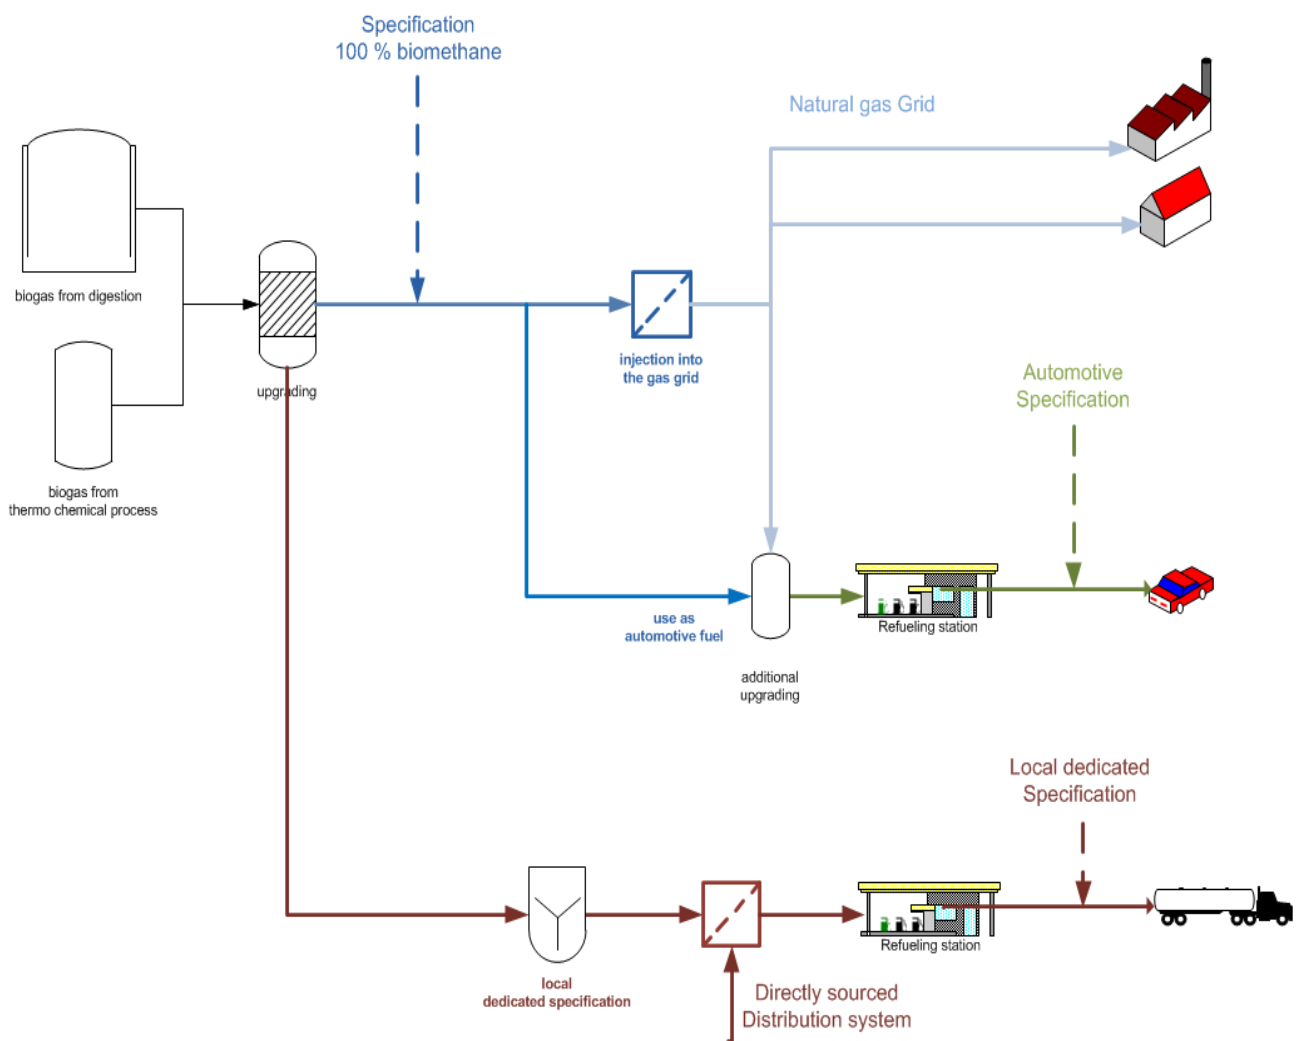 Specification
100 % biomethane
Natural gas Grid
biogas from digestion
upgrading
injection into
the gas grid
Automotive
Specification
biogas from
thermo chemical process
use as
automotive fuel
Refueling station
additional
upgrading
Local dedicated
Specification
Refueling station
local
dedicated specification
Directly sourced
Distribution system